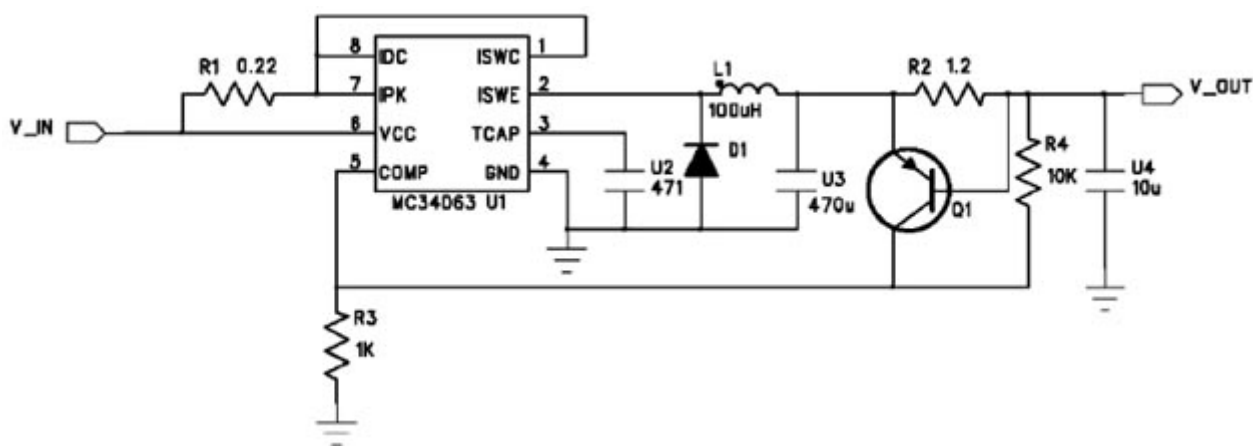 R1 0.22
V_IN
8 IDC ISWC 1
7 IPK ISWE 2
6 VCC TCAP 3
5 COMP GND 4
MC34063 U1
L1
100uH
R2 1.2
V_OUT
U2
471
D1
U3
470u
Q1
R4
10K
U4
10u
R3
1K